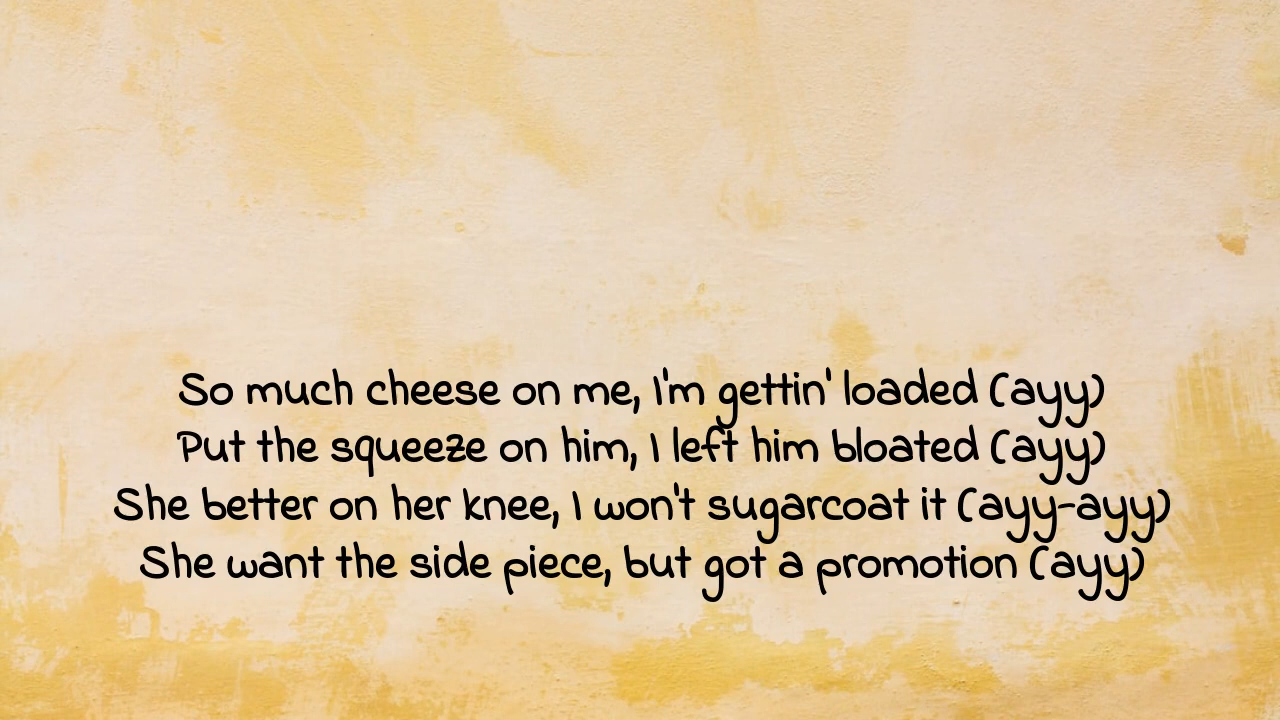 So much cheese on me, I'm gettin' loaded (ayy)
Put the squeeze on him, I left him bloated (ayy)
She better on her knee, I won't sugarcoat it (ayy-ayy)
She want the side piece, but got a promotion (ayy)